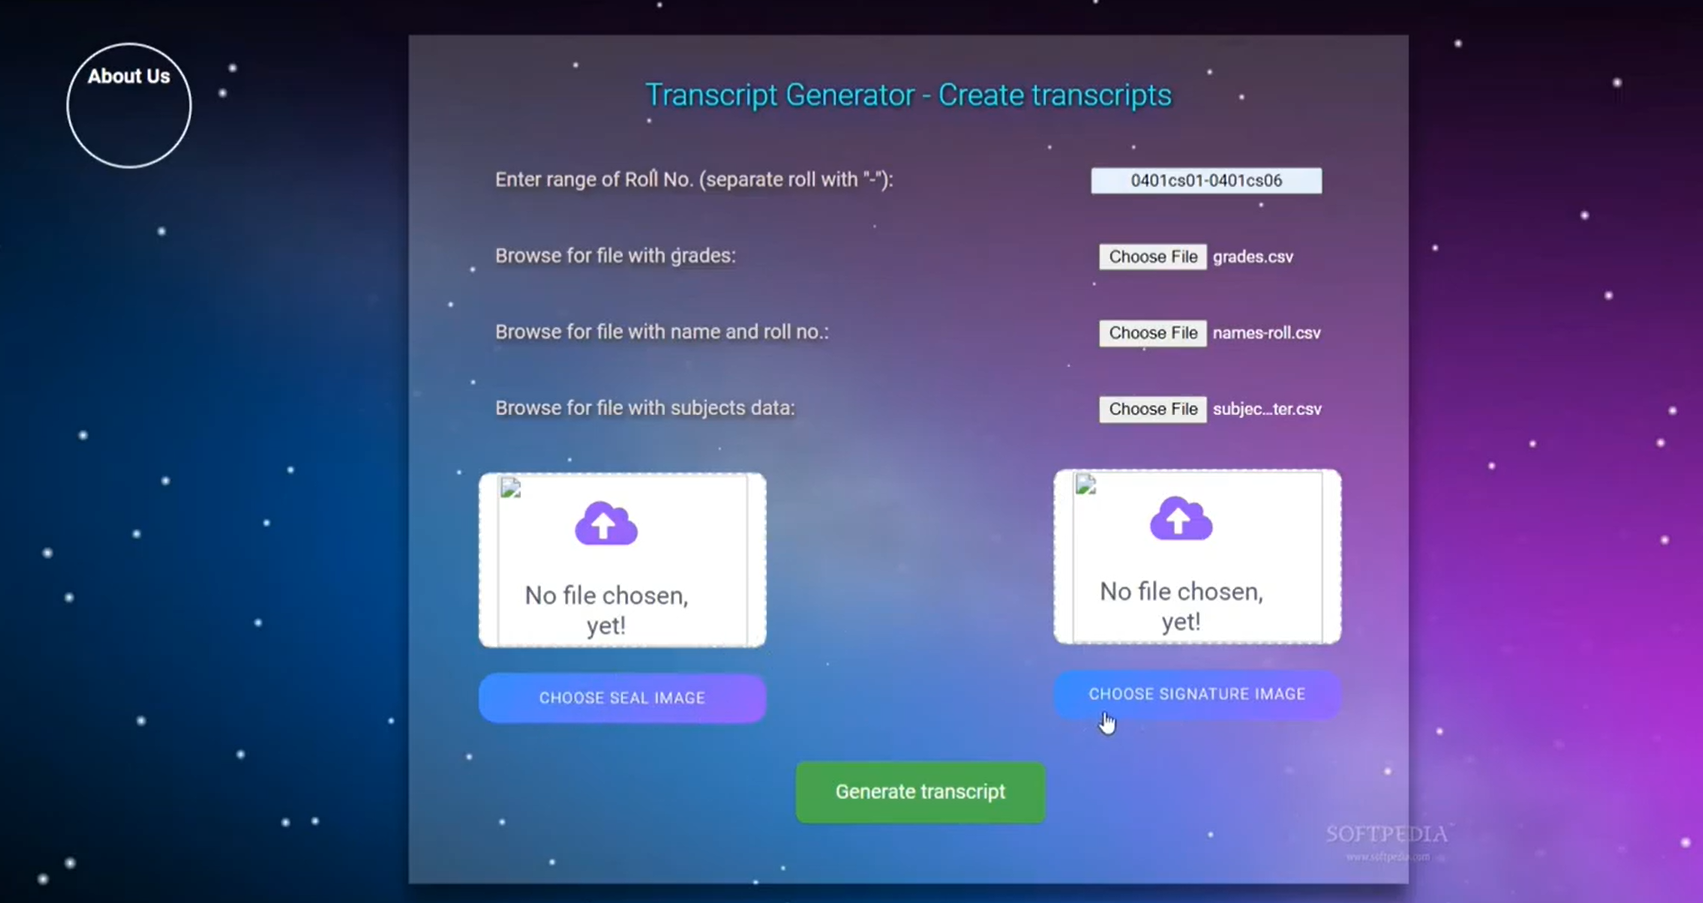 About Us
Transcript Generator - Create transcripts
Enter range of Roll No. (separate roll with "-"):
0401cs01-0401cs06
Browse for file with grades:
Choose File grades.csv
Browse for file with name and roll no.:
Choose File names-roll.csv
Browse for file with subjects data:
Choose File subjec...ter.csv
No file chosen,
yet!
No file chosen,
yet!
CHOOSE SEAL IMAGE
CHOOSE SIGNATURE IMAGE
Generate transcript
SOFTPEDIA
www.softpedia.com